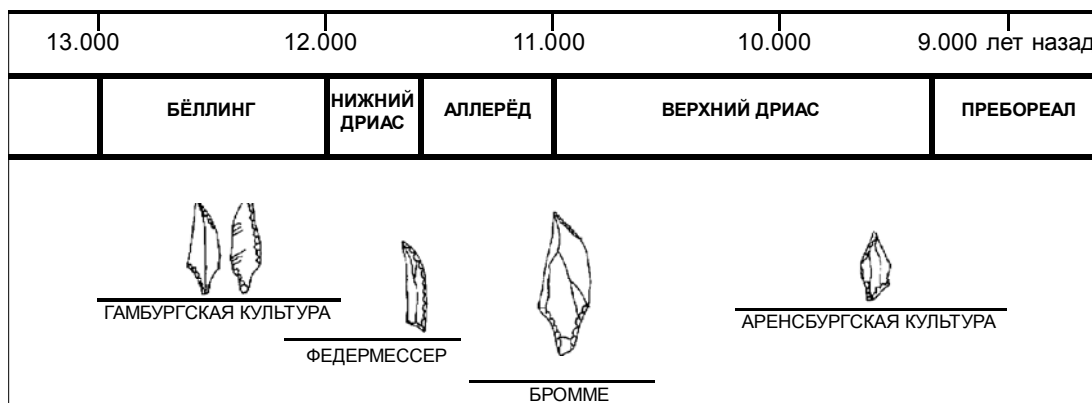 13.000 12.000 11.000 10.000 9.000 лет назад
БЁЛЛИНГ НИЖНИЙ ДРИАС АЛЛЕРЁД ВЕРХНИЙ ДРИАС ПРЕБОРЕАЛ
ГАМБУРГСКАЯ КУЛЬТУРА
АРЕНСБУРГСКАЯ КУЛЬТУРА
ФЕДЕРМЕССЕР
БРОММЕ